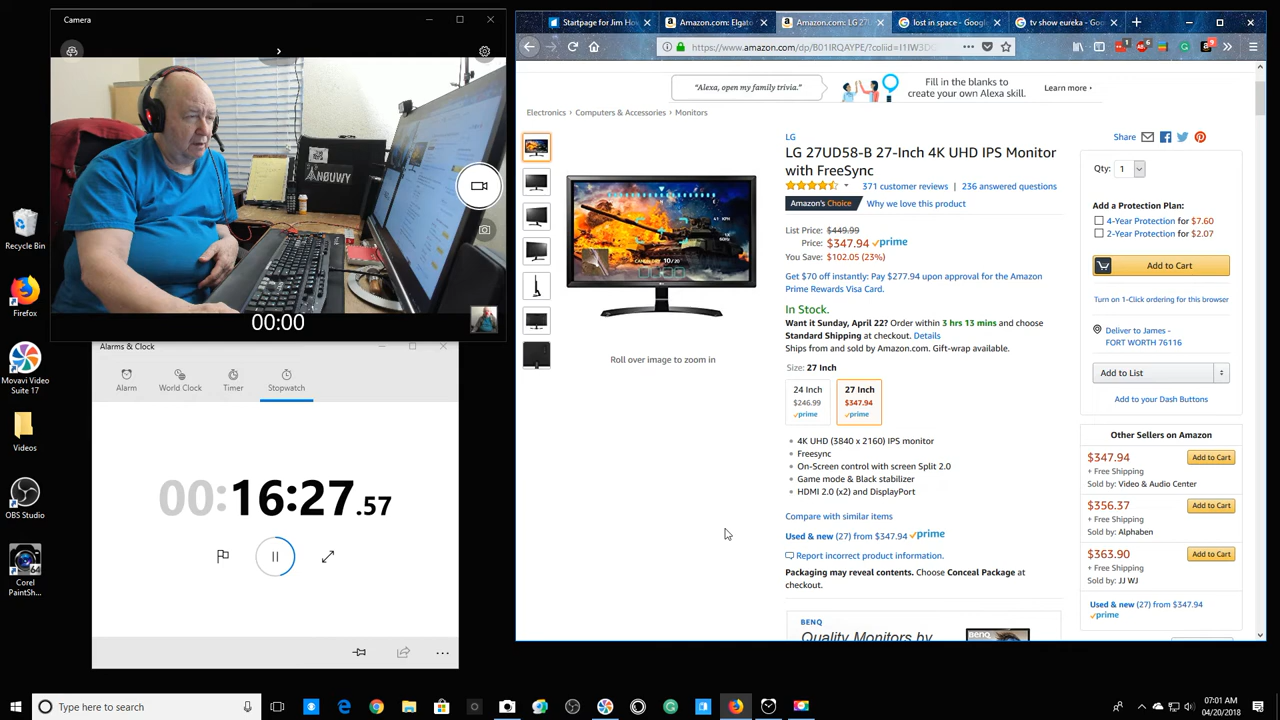 Camera
00:00
Alarms & Clock
Alarm
World Clock
Timer
Stopwatch
00:16:27.57
Recycle Bin
Firefox
Movavi Video
Suite 17
Videos
OBS Studio
Corel
PaintSh...
Startpage for Jim Ho
Amazon.com: Elgato
Amazon.com: LG 27U
lost in space - Google
tv show eureka - Goo
https://www.amazon.com/dp/B01IRQAYPE/?coliid=I1IW3D
"Alexa, open my family trivia."
Fill in the blanks to
create your own Alexa skill.
Learn more ›
Electronics › Computers & Accessories › Monitors
LG
LG 27UD58-B 27-Inch 4K UHD IPS Monitor
with FreeSync
371 customer reviews | 236 answered questions
Amazon's Choice Why we love this product
List Price: $449.99
Price: $347.94 prime
You Save: $102.05 (23%)
Get $70 off instantly: Pay $277.94 upon approval for the Amazon
Prime Rewards Visa Card.
In Stock.
Want it Sunday, April 22? Order within 3 hrs 13 mins and choose
Standard Shipping at checkout. Details
Ships from and sold by Amazon.com. Gift-wrap available.
Size: 27 Inch
24 Inch
$246.99
prime
27 Inch
$347.94
prime
4K UHD (3840 x 2160) IPS monitor
Freesync
On-Screen control with screen Split 2.0
Game mode & Black stabilizer
HDMI 2.0 (x2) and DisplayPort
Compare with similar items
Used & new (27) from $347.94 prime
Report incorrect product information.
Packaging may reveal contents. Choose Conceal Package at
checkout.
BENQ
Quality Monitors by
BENQ
Roll over image to zoom in
Share
Qty: 1
Add a Protection Plan:
4-Year Protection for $7.60
2-Year Protection for $2.07
Add to Cart
Turn on 1-Click ordering for this browser
Deliver to James -
FORT WORTH 76116
Add to List
Add to your Dash Buttons
Other Sellers on Amazon
$347.94 Add to Cart
+ Free Shipping
Sold by: Video & Audio Center
$356.37 Add to Cart
+ Free Shipping
Sold by: Alphaben
$363.90 Add to Cart
+ Free Shipping
Sold by: JJ WJ
Used & new (27) from $347.94
prime
Type here to search
07:01 AM
04/20/2018